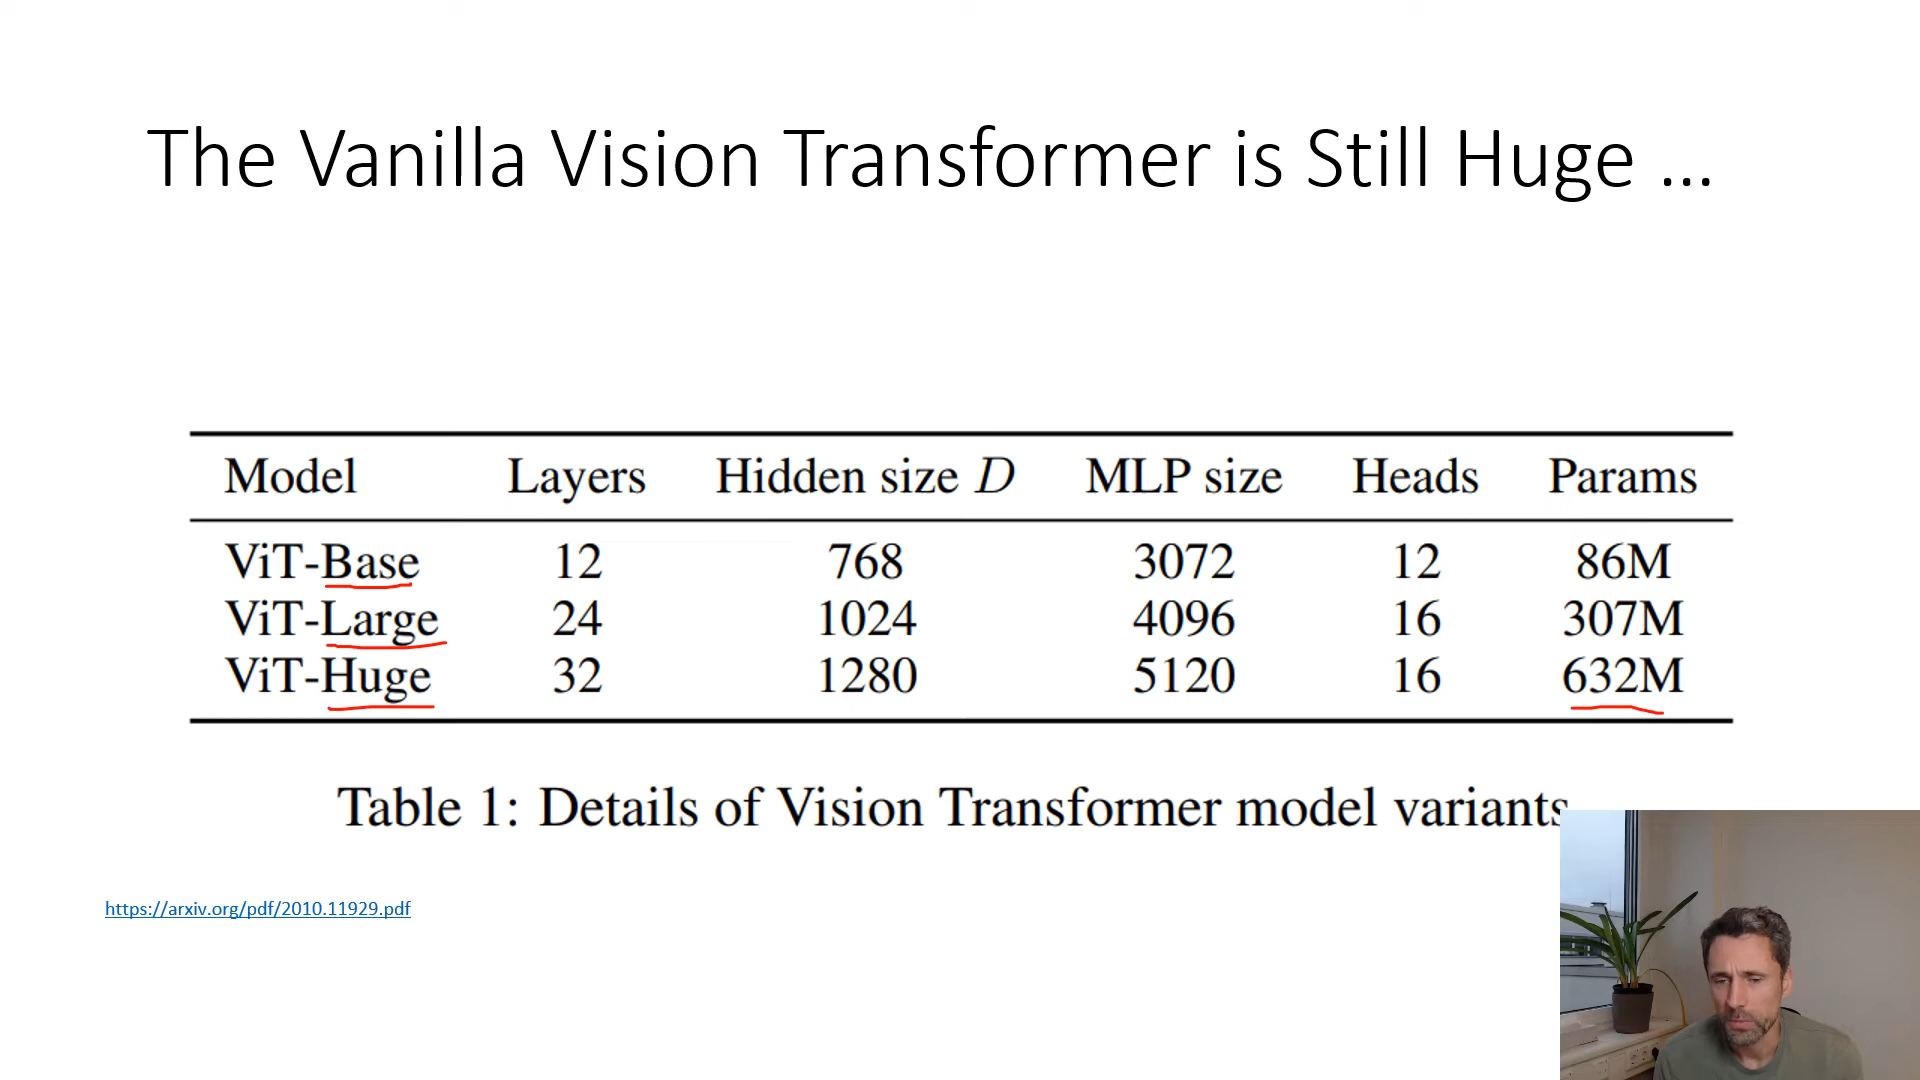 The Vanilla Vision Transformer is Still Huge ...
Model Layers Hidden size D MLP size Heads Params
ViT-Base 12 768 3072 12 86M
ViT-Large 24 1024 4096 16 307M
ViT-Huge 32 1280 5120 16 632M
Table 1: Details of Vision Transformer model variants
https://arxiv.org/pdf/2010.11929.pdf